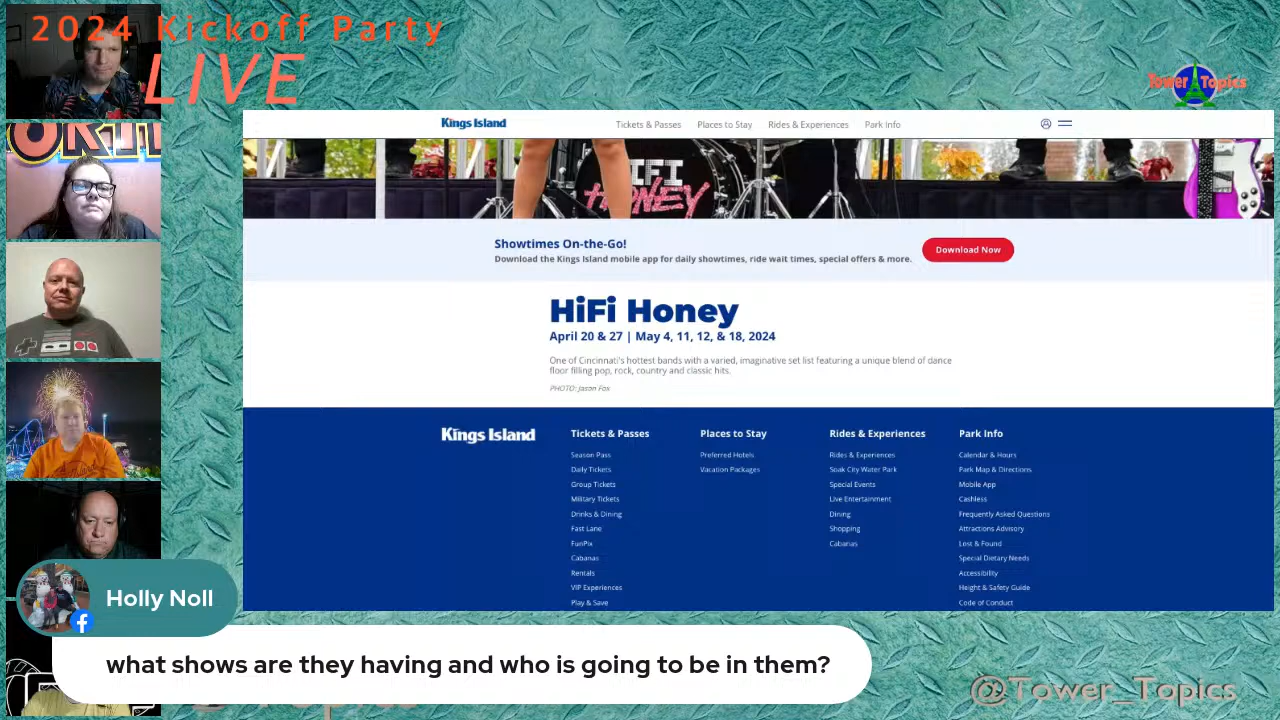 2024 Kickoff Party
LIVE
Tower Topics
Kings Island
Tickets & Passes
Places to Stay
Rides & Experiences
Park Info
HIFI
HONEY
Showtimes On-the-Go!
Download the Kings Island mobile app for daily showtimes, ride wait times, special offers & more.
Download Now
HiFi Honey
April 20 & 27 | May 4, 11, 12, & 18, 2024
One of Cincinnati's hottest bands with a varied, imaginative set list featuring a unique blend of dance
floor filling pop, rock, country and classic hits.
PHOTO: Jason Fox
Kings Island
Tickets & Passes
Season Pass
Daily Tickets
Group Tickets
Military Tickets
Drinks & Dining
Fast Lane
FunPix
Cabanas
Rentals
VIP Experiences
Play & Save
Places to Stay
Preferred Hotels
Vacation Packages
Rides & Experiences
Rides & Experiences
Soak City Water Park
Special Events
Live Entertainment
Dining
Shopping
Cabanas
Park Info
Calendar & Hours
Park Map & Directions
Mobile App
Cashless
Frequently Asked Questions
Attractions Advisory
Lost & Found
Special Dietary Needs
Accessibility
Height & Safety Guide
Code of Conduct
Holly Noll
what shows are they having and who is going to be in them?
@Tower_Topics